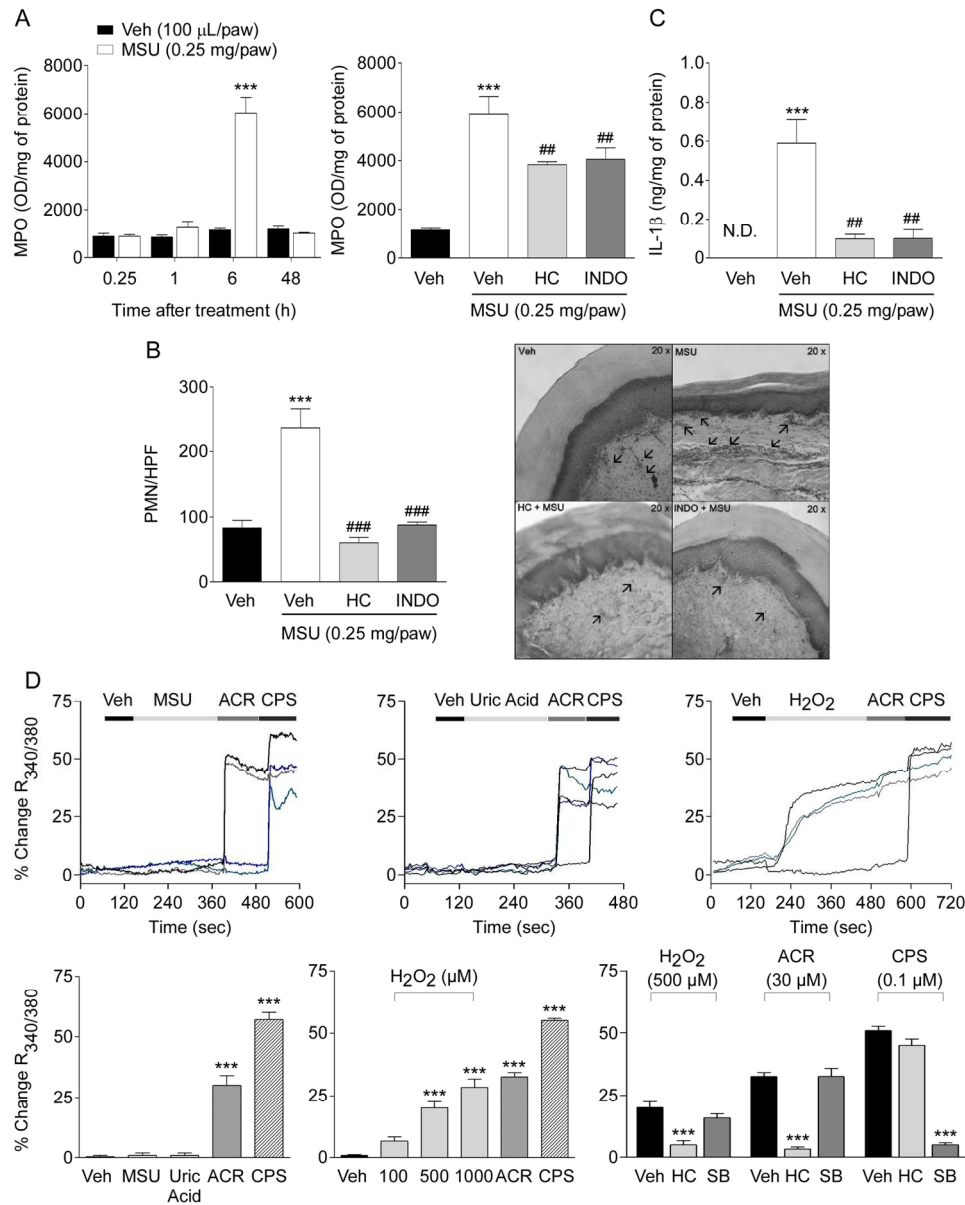 A
Veh (100 µL/paw)
MSU (0.25 mg/paw)
MPO (OD/mg of protein)
8000
6000
4000
2000
0
***
0.25 1 6 48
Time after treatment (h)
MPO (OD/mg of protein)
8000
6000
4000
2000
0
***
## ##
Veh Veh HC INDO
MSU (0.25 mg/paw)
C
IL-1β (ng/mg of protein)
1.0
0.8
0.6
0.4
0.2
0
N.D.
***
## ##
Veh Veh HC INDO
MSU (0.25 mg/paw)
B
PMN/HPF
300
200
100
0
***
### ###
Veh Veh HC INDO
MSU (0.25 mg/paw)
Veh 20 x
MSU 20 x
HC + MSU 20 x
INDO + MSU 20 x
D
% Change R340/380
75
50
25
0
Veh MSU ACR CPS
0 120 240 360 480 600
Time (sec)
75
50
25
0
Veh Uric Acid ACR CPS
0 120 240 360 480
Time (sec)
75
50
25
0
Veh H2O2 ACR CPS
0 120 240 360 480 600 720
Time (sec)
% Change R340/380
75
50
25
0
*** ***
Veh MSU Uric Acid ACR CPS
75
50
25
0
H2O2 (µM)
*** *** *** ***
Veh 100 500 1000 ACR CPS
75
50
25
0
H2O2 ACR CPS
(500 µM) (30 µM) (0.1 µM)
*** *** ***
Veh HC SB Veh HC SB Veh HC SB